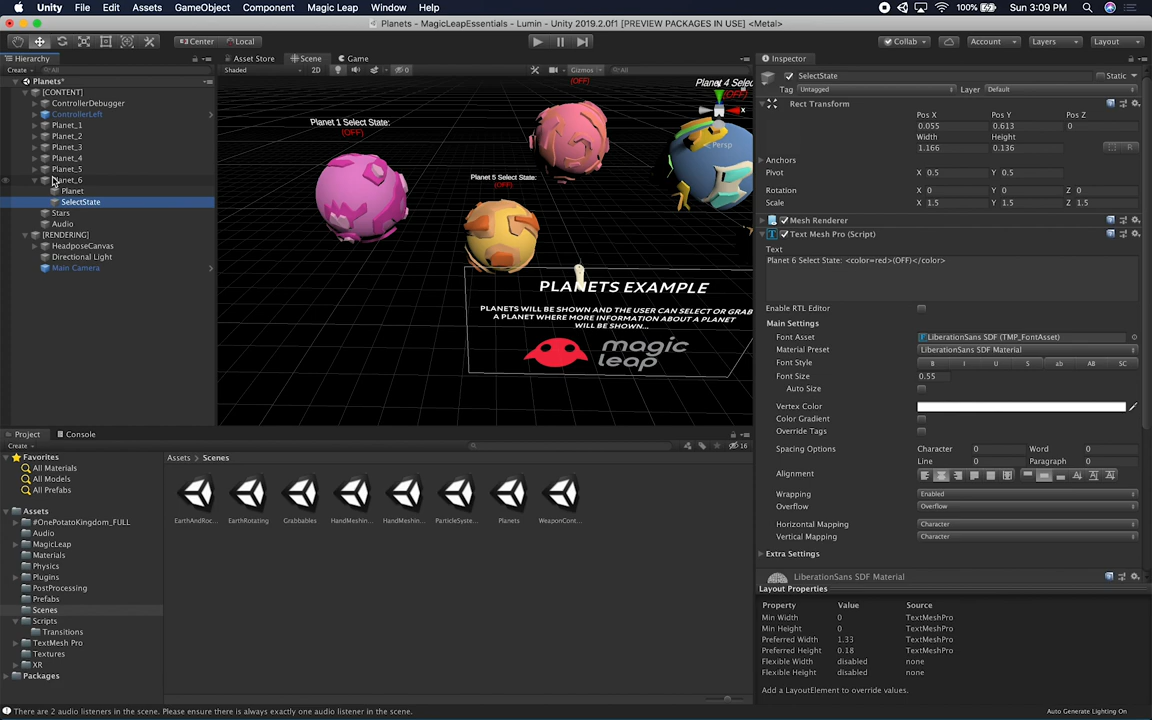 Unity File Edit Assets GameObject Component Magic Leap Window Help 100% Sun 3:09 PM
Planets - MagicLeapEssentials - Lumin - Unity 2019.2.0f1 [PREVIEW PACKAGES IN USE] <Metal>
Center Local Collab Account Layers Layout
Hierarchy
Create All
Planets*
[CONTENT]
ControllerDebugger
ControllerLeft
Planet_1
Planet_2
Planet_3
Planet_4
Planet_5
Planet_6
Planet
SelectState
Stars
Audio
[RENDERING]
HeadposeCanvas
Directional Light
Main Camera
Asset Store Scene Game
Shaded 2D 0 Gizmos All
(OFF)
Planet 4 Selec
(OFF)
Planet 1 Select State:
(OFF)
Planet 5 Select State:
(OFF)
x
Persp
PLANETS EXAMPLE
PLANETS WILL BE SHOWN AND THE USER CAN SELECT OR GRAB
A PLANET WHERE MORE INFORMATION ABOUT A PLANET
WILL BE SHOWN...
magic
leap
Inspector
SelectState Static
Tag Untagged Layer Default
Rect Transform
Pos X Pos Y Pos Z
0.055 0.613 0
Width Height
1.166 0.136
R
Anchors
Pivot X 0.5 Y 0.5
Rotation X 0 Y 0 Z 0
Scale X 1.5 Y 1.5 Z 1.5
Mesh Renderer
Text Mesh Pro (Script)
Text
Planet 6 Select State: <color=red>(OFF)</color>
Enable RTL Editor
Main Settings
Font Asset LiberationSans SDF (TMP_FontAsset)
Material Preset LiberationSans SDF Material
Font Style B I U S ab AB SC
Font Size 0.55
Auto Size
Vertex Color
Color Gradient
Override Tags
Spacing Options Character 0 Word 0
Line 0 Paragraph 0
Alignment
Wrapping Enabled
Overflow Overflow
Horizontal Mapping Character
Vertical Mapping Character
Extra Settings
LiberationSans SDF Material
Layout Properties
Property Value Source
Min Width 0 TextMeshPro
Min Height 0 TextMeshPro
Preferred Width 1.33 TextMeshPro
Preferred Height 0.18 TextMeshPro
Flexible Width disabled none
Flexible Height disabled none
Add a LayoutElement to override values.
Auto Generate Lighting On
Project Console
Create 16
Favorites
All Materials
All Models
All Prefabs
Assets
#OnePotatoKingdom_FULL
Audio
MagicLeap
Materials
Physics
Plugins
PostProcessing
Prefabs
Scenes
Scripts
Transitions
TextMesh Pro
Textures
XR
Packages
Assets > Scenes
EarthAndRoc... EarthRotating Grabbables HandMeshin... HandMeshin... ParticleSyste... Planets WeaponCont...
There are 2 audio listeners in the scene. Please ensure there is always exactly one audio listener in the scene.